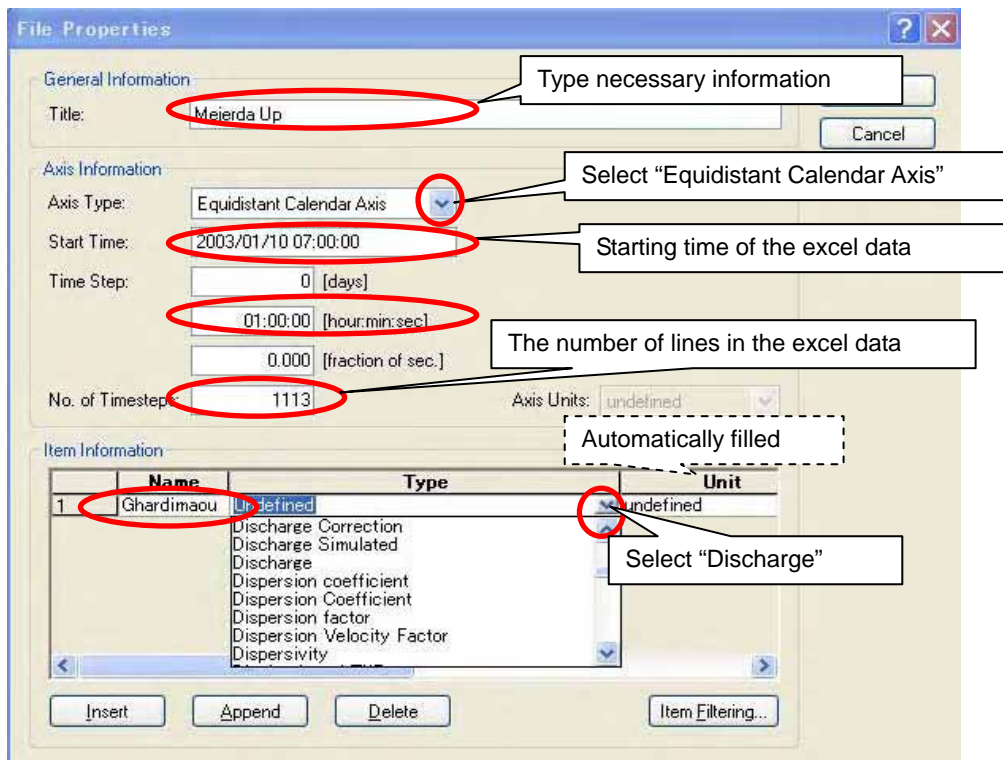 File Properties
General Information
Type necessary information
Title: Mejerda Up
Cancel
Axis Information
Select “Equidistant Calendar Axis”
Axis Type: Equidistant Calendar Axis
Start Time: 2003/01/10 07:00:00
Starting time of the excel data
Time Step: 0 [days]
01:00:00 [hour:min:sec]
The number of lines in the excel data
0.000 [fraction of sec.]
No. of Timesteps: 1113 Axis Units: undefined
Automatically filled
Item Information
Name Type Unit
1 Ghardimaou Undefined undefined
Discharge Correction
Discharge Simulated
Discharge
Select “Discharge”
Dispersion coefficient
Dispersion Coefficient
Dispersion factor
Dispersion Velocity Factor
Dispersivity
Insert Append Delete Item Filtering...